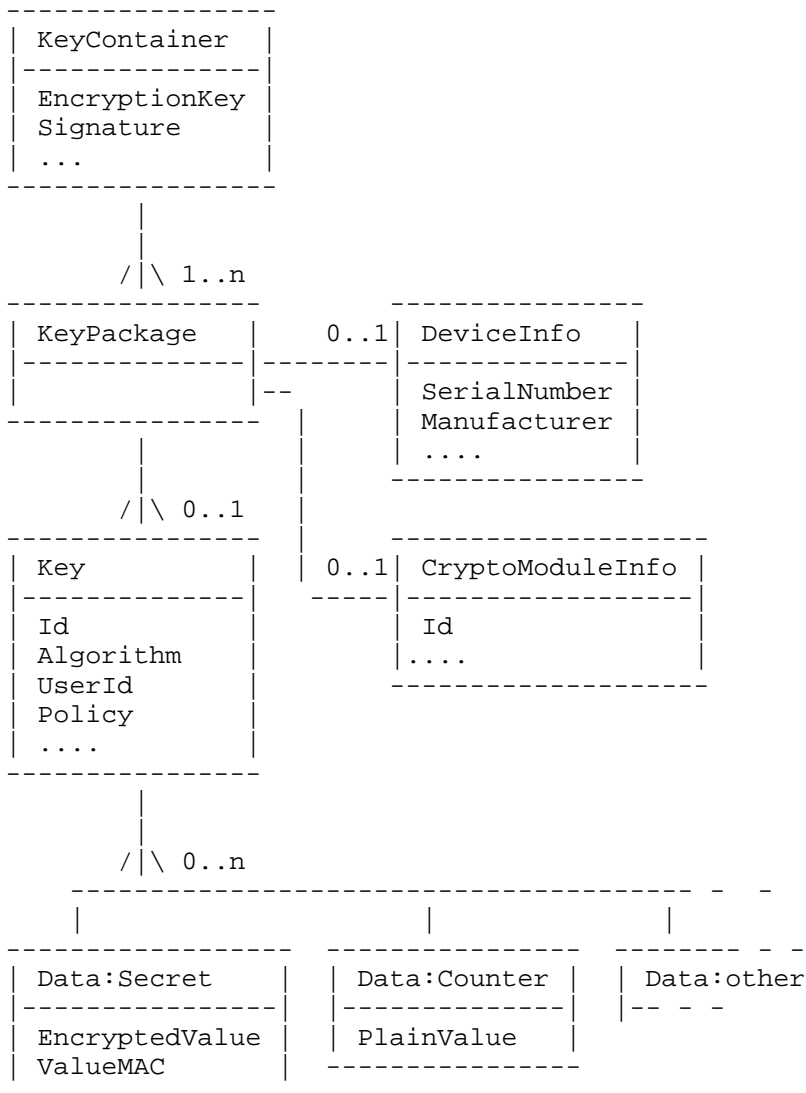 KeyContainer
EncryptionKey
Signature
...
1..n
KeyPackage 0..1 DeviceInfo
SerialNumber
Manufacturer
....
0..1
Key 0..1 CryptoModuleInfo
Id Id
Algorithm ....
UserId
Policy
....
0..n
Data:Secret Data:Counter Data:other
EncryptedValue PlainValue
ValueMAC